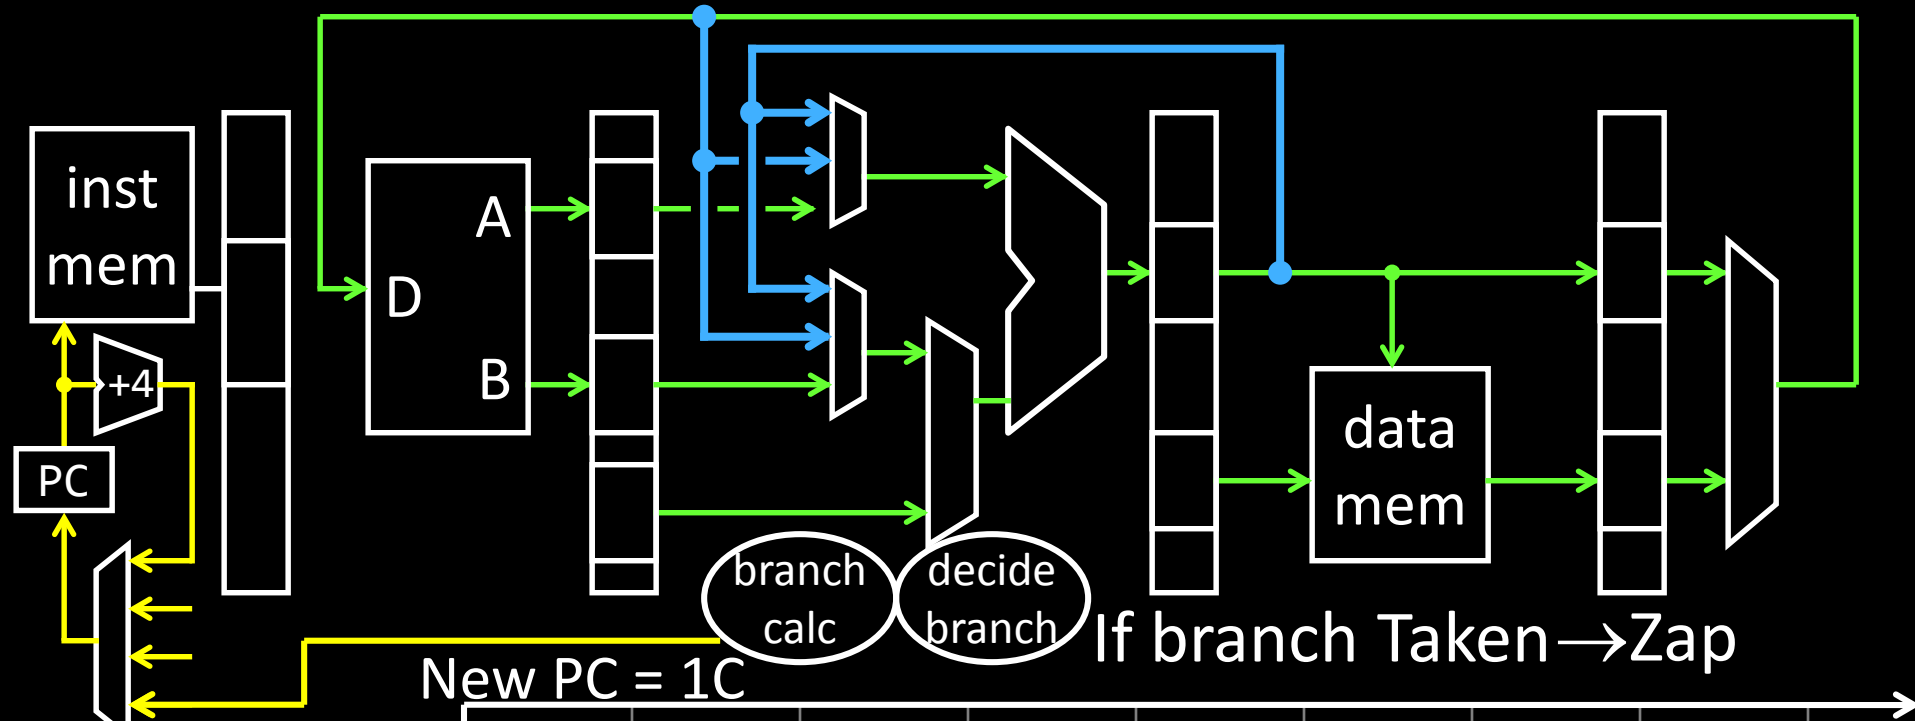 inst
mem
+4
PC
A
D
B
data
mem
branch
calc
decide
branch
If branch Taken→Zap
New PC = 1C